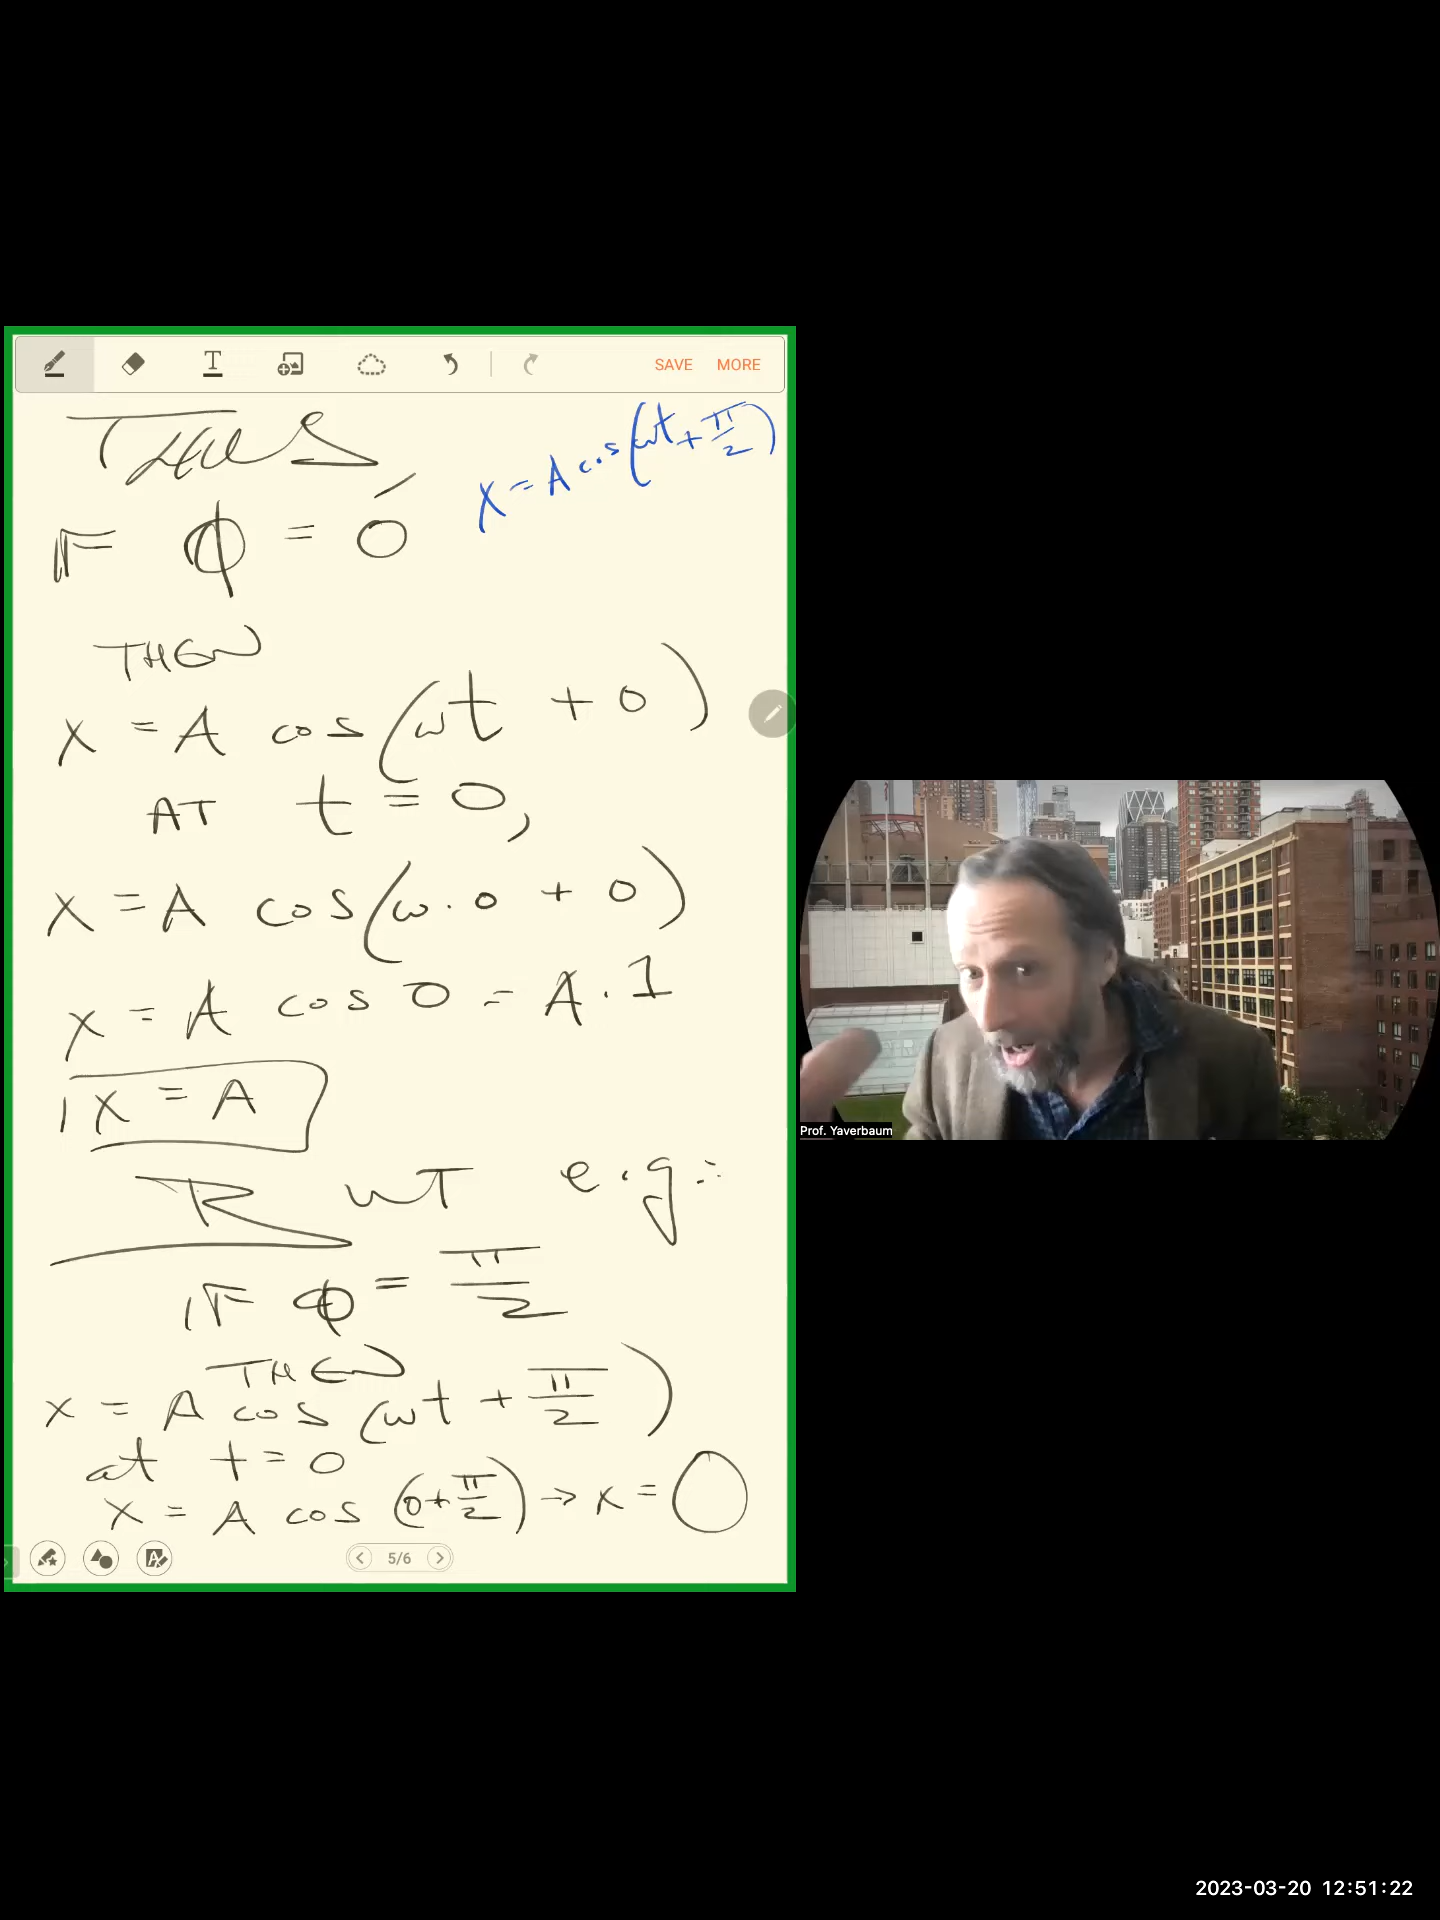 SAVE MORE
THUS,
x = A cos(ωt + π/2)
IF φ = 0
THEN
x = A cos(ωt + 0)
AT t = 0,
x = A cos(ω · 0 + 0)
x = A cos 0 = A · 1
x = A
e.g:
IF φ = π/2
THEN
x = A cos(ωt + π/2)
at t = 0
x = A cos(0 + π/2) → x = 0
5/6
Prof. Yaverbaum
2023-03-20 12:51:22